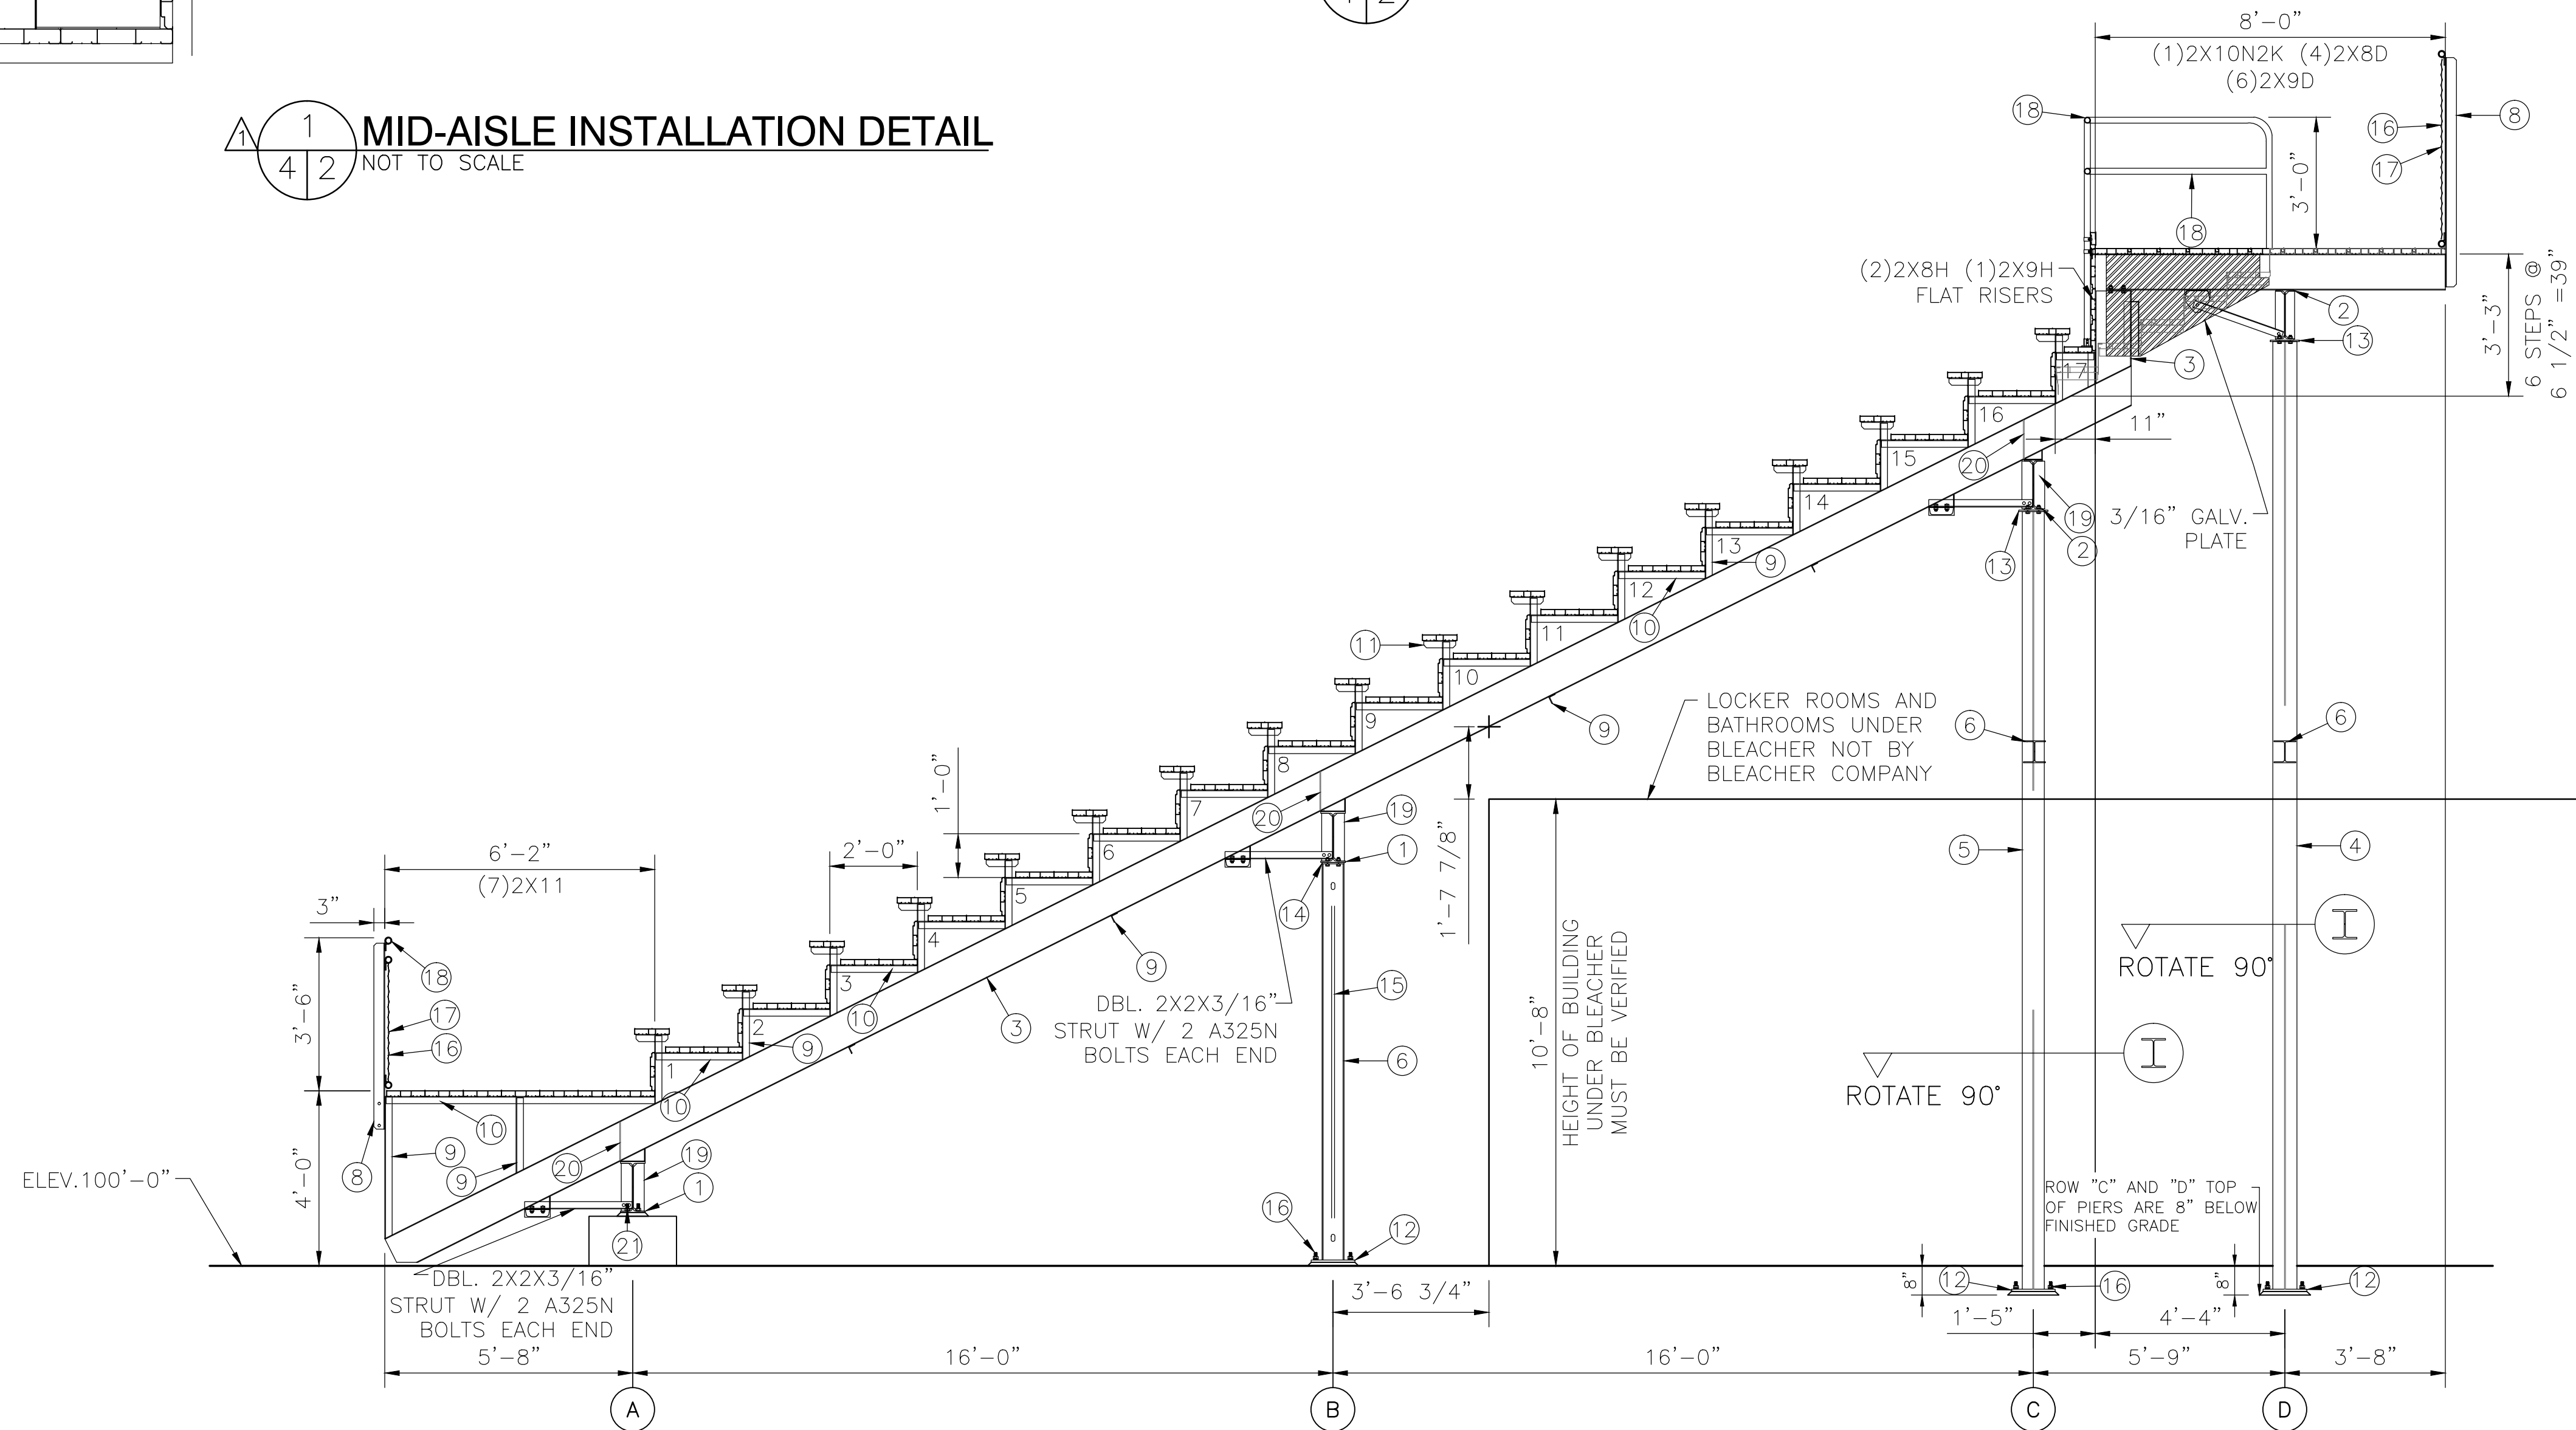 4 2
8'-0"
(1)2X10N2K (4)2X8D
(6)2X9D
1
1
4 2
MID-AISLE INSTALLATION DETAIL
NOT TO SCALE
18
16
17
8
3'-0"
18
(2)2X8H (1)2X9H
FLAT RISERS
2
13
3
3'-3"
6 STEPS @
6 1/2" =39"
17
16
15
14
13
12
11
10
9
8
7
6
5
4
3
2
1
11"
20
19
2
13
3/16" GALV.
PLATE
9
10
11
9
LOCKER ROOMS AND
BATHROOMS UNDER
BLEACHER NOT BY
BLEACHER COMPANY
6
6
1'-0"
20
19
1
14
1'-7 7/8"
5
4
6'-2"
(7)2X11
2'-0"
3"
18
17
16
3'-6"
10
9
3
9
10
DBL. 2X2X3/16"
STRUT W/ 2 A325N
BOLTS EACH END
15
6
10'-8"
HEIGHT OF BUILDING
UNDER BLEACHER
MUST BE VERIFIED
I
ROTATE 90°
I
ROTATE 90°
10
9
9
8
20
19
1
21
4'-0"
ELEV.100'-0"
16
12
ROW "C" AND "D" TOP
OF PIERS ARE 8" BELOW
FINISHED GRADE
8"
12
16
8"
12
DBL. 2X2X3/16"
STRUT W/ 2 A325N
BOLTS EACH END
3'-6 3/4"
1'-5"
4'-4"
5'-8"
16'-0"
16'-0"
5'-9"
3'-8"
A
B
C
D